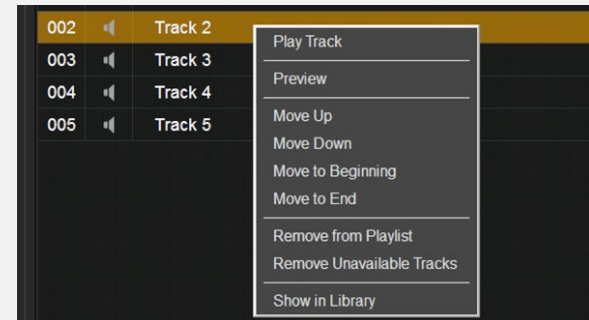 002 Track 2
003 Track 3
004 Track 4
005 Track 5
Play Track
Preview
Move Up
Move Down
Move to Beginning
Move to End
Remove from Playlist
Remove Unavailable Tracks
Show in Library